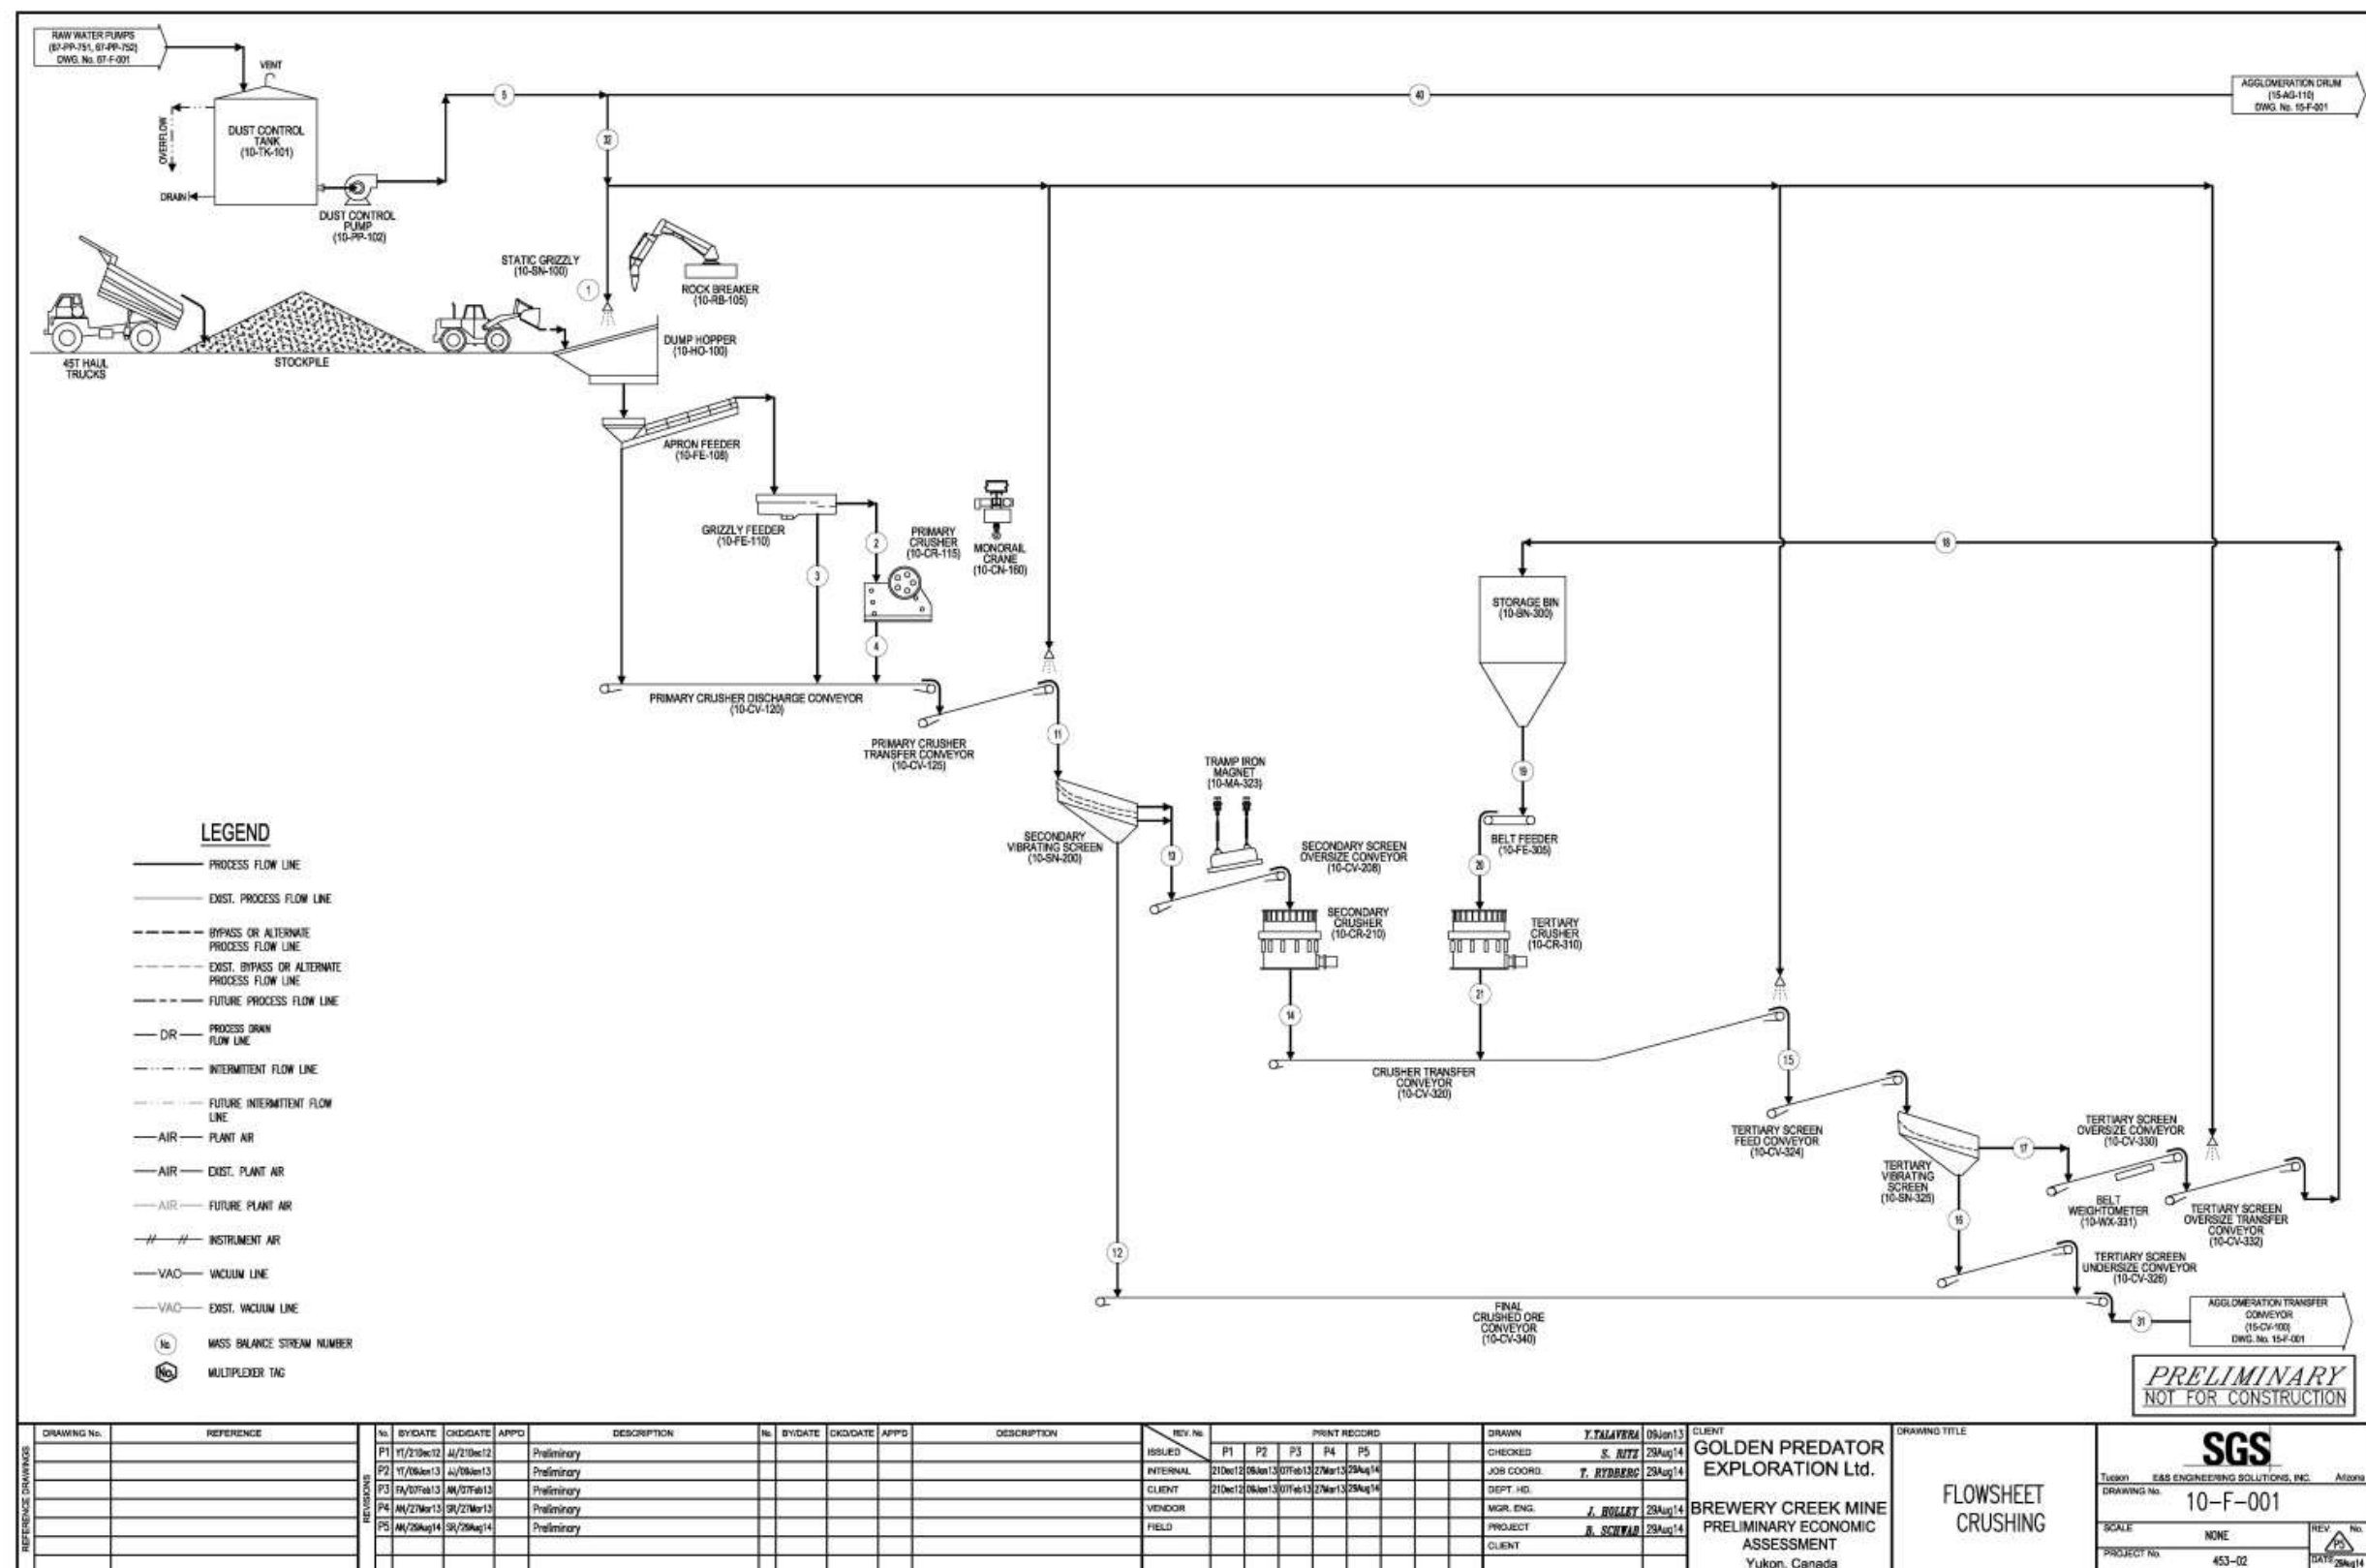 RAW WATER PUMPS
(67-PP-751, 67-PP-752)
DWG. No. 67-F-001
VENT
OVERFLOW
DUST CONTROL
TANK
(10-TK-101)
DRAIN
DUST CONTROL
PUMP
(10-PP-102)
5
40
32
AGGLOMERATION DRUM
(15-AG-110)
DWG. No. 15-F-001
STATIC GRIZZLY
(10-SN-100)
1
ROCK BREAKER
(10-RB-105)
DUMP HOPPER
(10-HO-100)
45T HAUL
TRUCKS
STOCKPILE
APRON FEEDER
(10-FE-108)
GRIZZLY FEEDER
(10-FE-110)
2
3
4
PRIMARY
CRUSHER
(10-CR-115)
MONORAIL
CRANE
(10-CN-160)
18
STORAGE BIN
(10-BN-300)
PRIMARY CRUSHER DISCHARGE CONVEYOR
(10-CV-120)
PRIMARY CRUSHER
TRANSFER CONVEYOR
(10-CV-125)
11
TRAMP IRON
MAGNET
(10-MA-323)
19
SECONDARY
VIBRATING SCREEN
(10-SN-200)
13
SECONDARY SCREEN
OVERSIZE CONVEYOR
(10-CV-208)
BELT FEEDER
(10-FE-305)
20
SECONDARY
CRUSHER
(10-CR-210)
TERTIARY
CRUSHER
(10-CR-310)
14
21
CRUSHER TRANSFER
CONVEYOR
(10-CV-320)
15
TERTIARY SCREEN
FEED CONVEYOR
(10-CV-324)
TERTIARY
VIBRATING
SCREEN
(10-SN-325)
17
16
TERTIARY SCREEN
OVERSIZE CONVEYOR
(10-CV-330)
BELT
WEIGHTOMETER
(10-WX-331)
TERTIARY SCREEN
OVERSIZE TRANSFER
CONVEYOR
(10-CV-332)
TERTIARY SCREEN
UNDERSIZE CONVEYOR
(10-CV-326)
12
FINAL
CRUSHED ORE
CONVEYOR
(10-CV-340)
31
AGGLOMERATION TRANSFER
CONVEYOR
(15-CV-100)
DWG. No. 15-F-001
LEGEND
PROCESS FLOW LINE
EXIST. PROCESS FLOW LINE
BYPASS OR ALTERNATE
PROCESS FLOW LINE
EXIST. BYPASS OR ALTERNATE
PROCESS FLOW LINE
FUTURE PROCESS FLOW LINE
DR PROCESS DRAIN
FLOW LINE
INTERMITTENT FLOW LINE
FUTURE INTERMITTENT FLOW
LINE
AIR PLANT AIR
AIR EXIST. PLANT AIR
AIR FUTURE PLANT AIR
INSTRUMENT AIR
VAC VACUUM LINE
VAC EXIST. VACUUM LINE
No. MASS BALANCE STREAM NUMBER
No. MULTIPLEXER TAG
PRELIMINARY
NOT FOR CONSTRUCTION
REFERENCE DRAWINGS
DRAWING No. REFERENCE
REVISIONS
No. BY/DATE CKD/DATE APP'D DESCRIPTION No. BY/DATE CKD/DATE APP'D DESCRIPTION
P1 YT/21Dec12 JJ/21Dec12 Preliminary
P2 YT/09Jan13 JJ/09Jan13 Preliminary
P3 FA/07Feb13 AM/07Feb13 Preliminary
P4 AM/27Mar13 SR/27Mar13 Preliminary
P5 AM/29Aug14 SR/29Aug14 Preliminary
REV. No. PRINT RECORD
ISSUED P1 P2 P3 P4 P5
INTERNAL 21Dec12 09Jan13 07Feb13 27Mar13 29Aug14
CLIENT 21Dec12 09Jan13 07Feb13 27Mar13 29Aug14
VENDOR
FIELD
DRAWN Y.TALAVERA 09Jan13
CHECKED S. RITZ 29Aug14
JOB COORD. T. RYDBERG 29Aug14
DEPT. HD.
MGR. ENG. J. HOLLEY 29Aug14
PROJECT B. SCHWAB 29Aug14
CLIENT
CLIENT
GOLDEN PREDATOR
EXPLORATION Ltd.
BREWERY CREEK MINE
PRELIMINARY ECONOMIC
ASSESSMENT
Yukon, Canada
DRAWING TITLE
FLOWSHEET
CRUSHING
SGS
Tucson E&S ENGINEERING SOLUTIONS, INC. Arizona
DRAWING No.
10-F-001
SCALE
NONE
REV. No.
P5
PROJECT No.
453-02
DATE 29Aug14